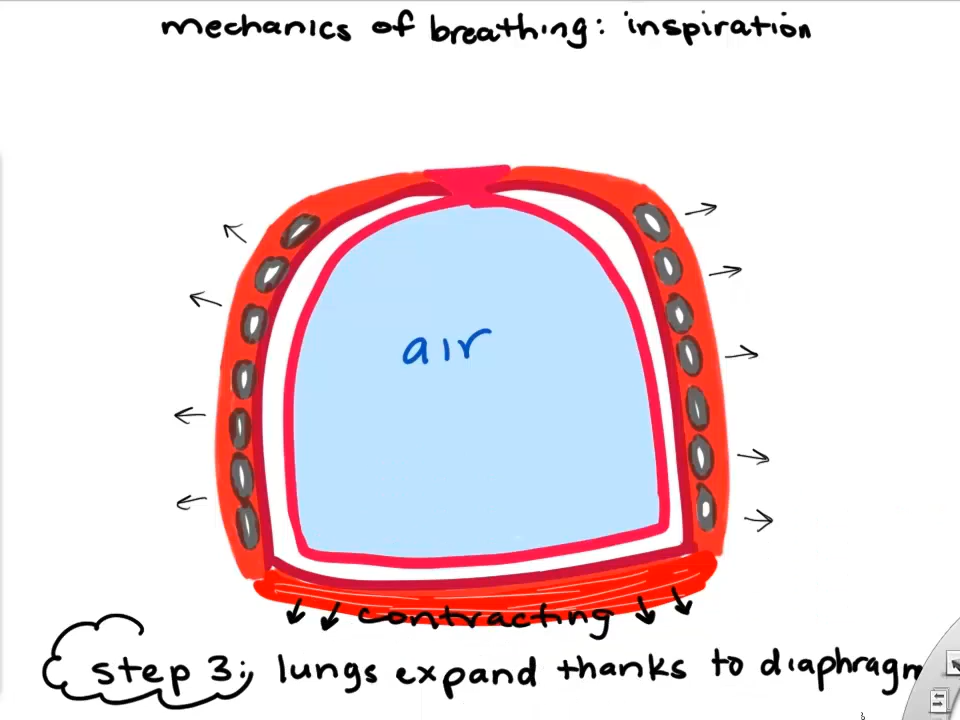 mechanics of breathing: inspiration
air
contracting
step 3: lungs expand thanks to diaphragm